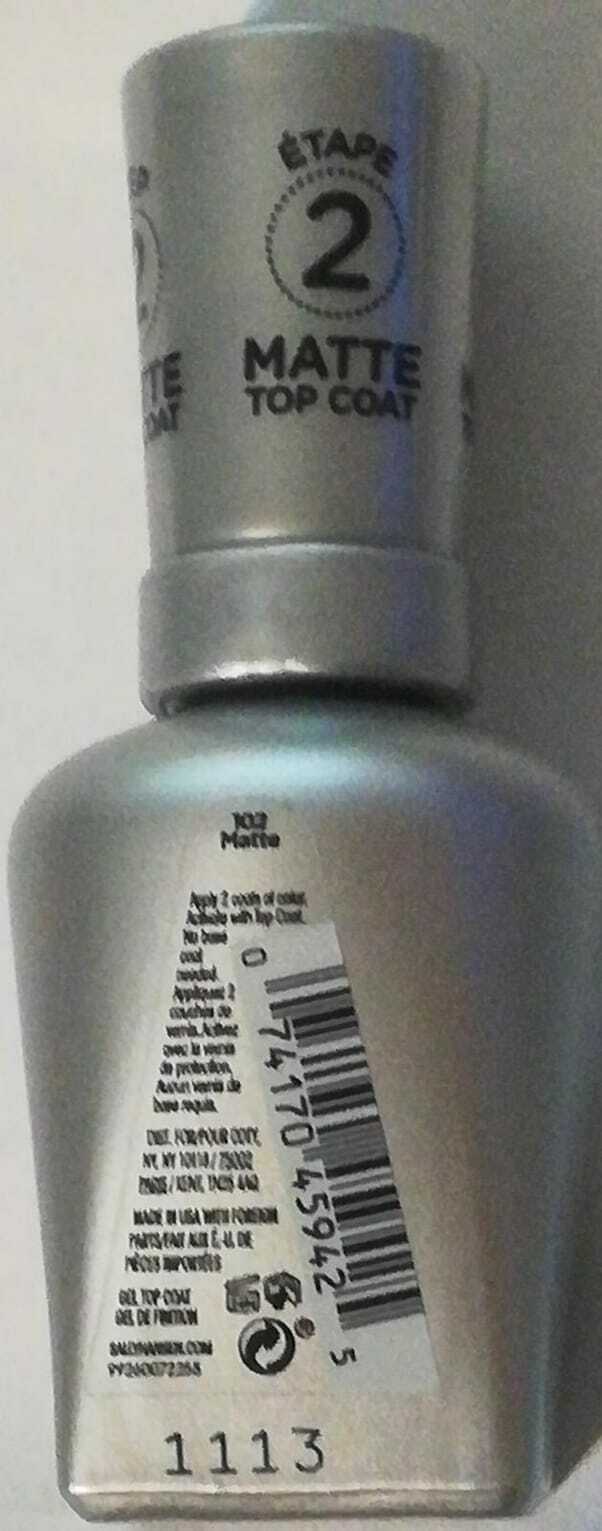 ÉTAPE
2
MATTE
TOP COAT
102
Matte
Apply 2 coats of color.
Activate with Top Coat.
No base
coat
needed.
Appliquez 2
couches de
vernis. Activez
avec le vernis
de protection.
Aucun vernis de
base requis.
DIST. FOR/POUR COTY,
NY, NY 10118 / 75002
PARIS / KENT, TN25 4AQ
MADE IN USA WITH FOREIGN
PARTS/FAIT AUX É.-U. DE
PIÈCES IMPORTÉES
GEL TOP COAT
GEL DE FINITION
SALLYHANSEN.COM
99260072258
0 74170 45942 5
1113